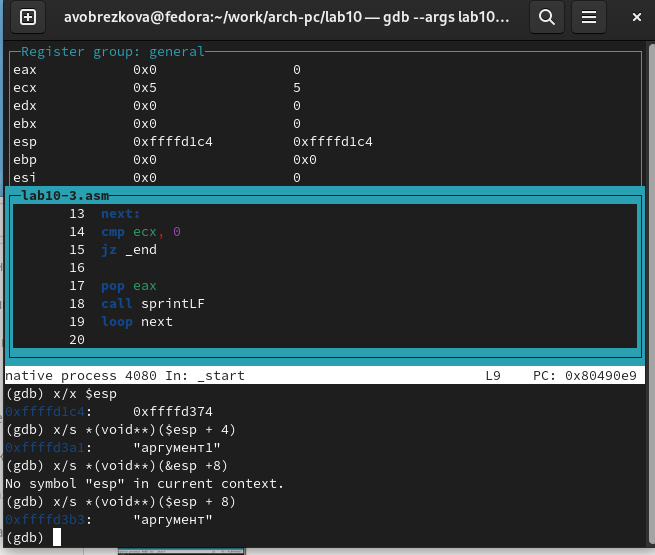 avobrezkova@fedora:~/work/arch-pc/lab10 — gdb --args lab10…
Register group: general
eax 0x0 0
ecx 0x5 5
edx 0x0 0
ebx 0x0 0
esp 0xffffd1c4 0xffffd1c4
ebp 0x0 0x0
esi 0x0 0
lab10-3.asm
13 next:
14 cmp ecx, 0
15 jz _end
16
17 pop eax
18 call sprintLF
19 loop next
20
native process 4080 In: _start L9 PC: 0x80490e9
(gdb) x/x $esp
0xffffd1c4: 0xffffd374
(gdb) x/s *(void**)($esp + 4)
0xffffd3a1: "аргумент1"
(gdb) x/s *(void**)(&esp +8)
No symbol "esp" in current context.
(gdb) x/s *(void**)($esp + 8)
0xffffd3b3: "аргумент"
(gdb)